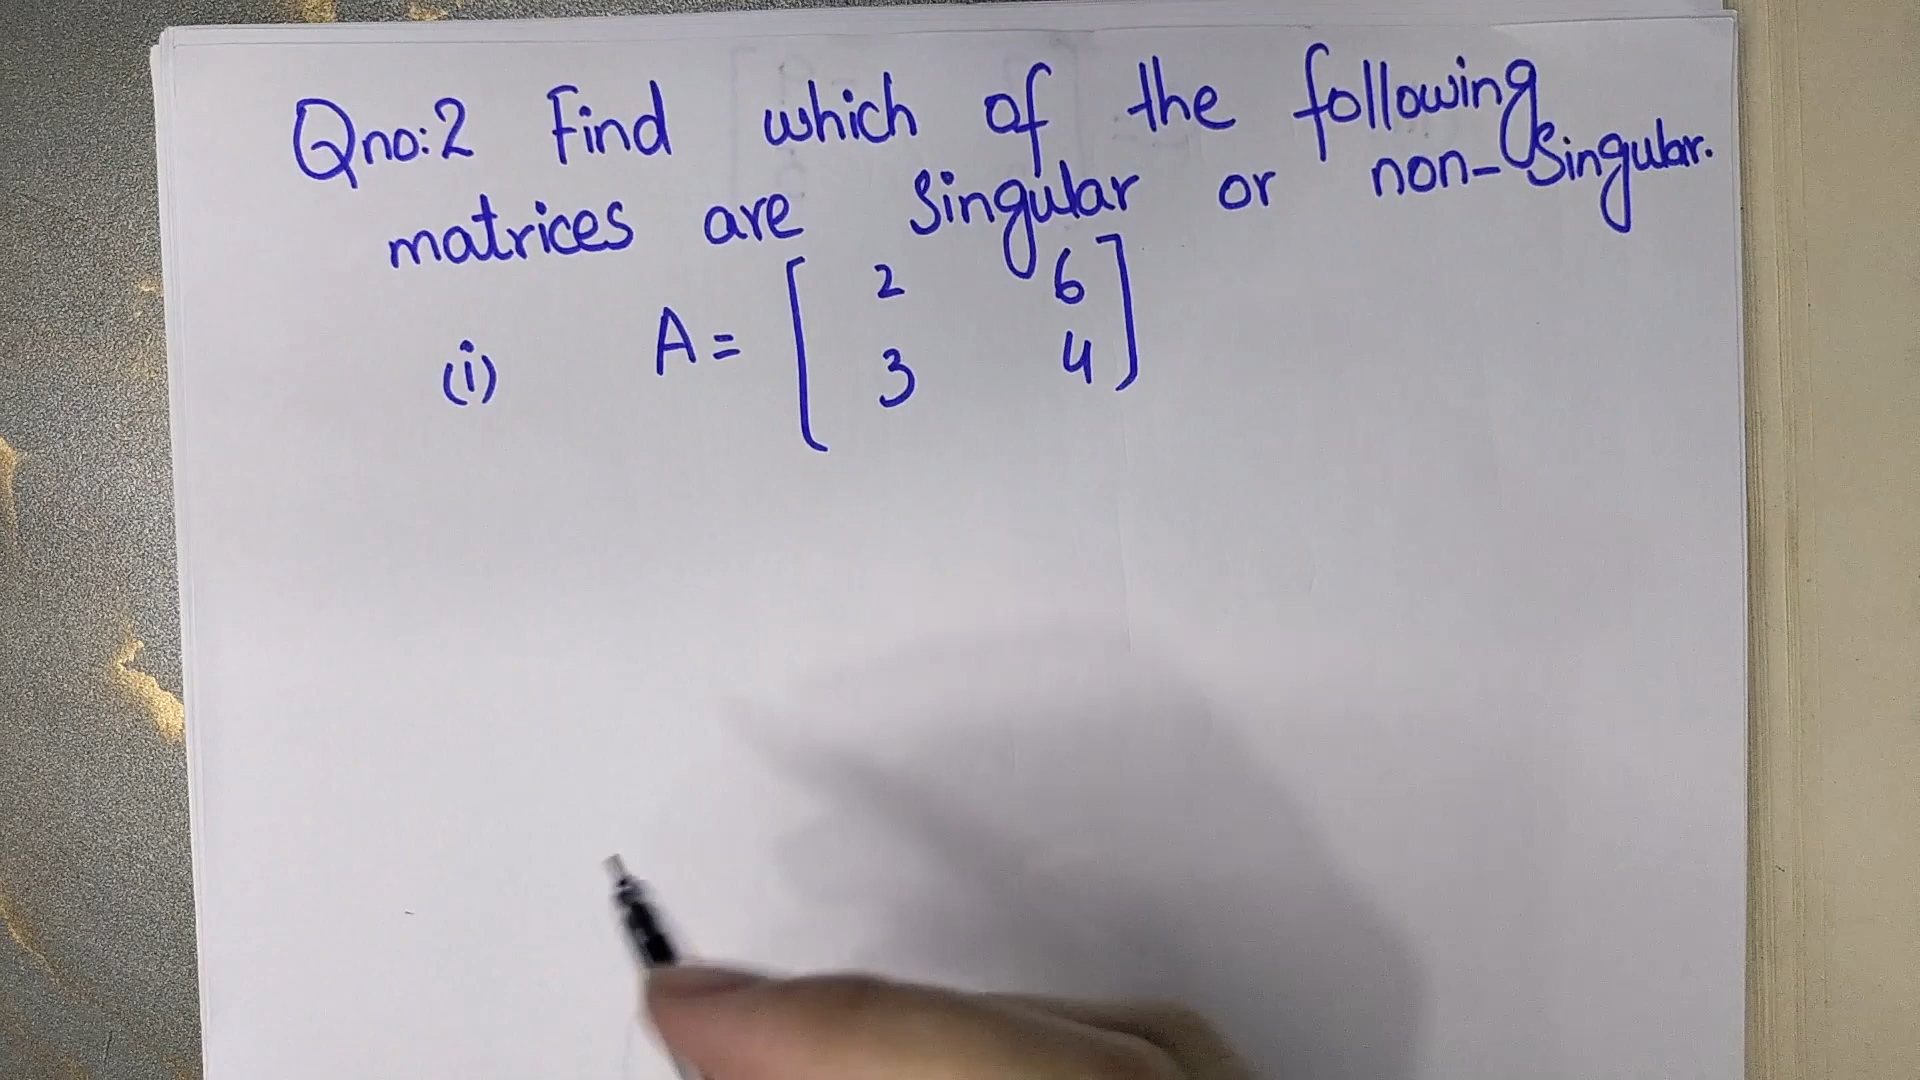 Qno:2 Find which of the following
matrices are singular or non-singular.
(i) A = [ 2 6
3 4 ]